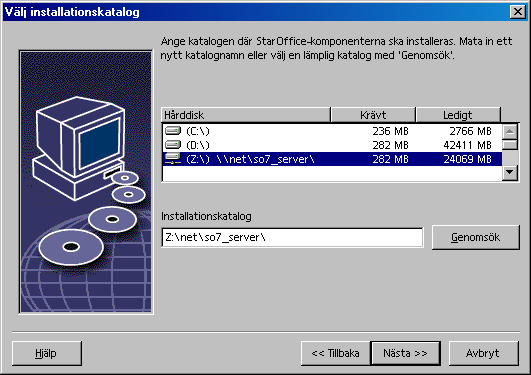 Välj installationskatalog
Ange katalogen där StarOffice-komponenterna ska installeras. Mata in ett
nytt katalognamn eller välj en lämplig katalog med 'Genomsök'.
Hårddisk Krävt Ledigt
(C:\) 236 MB 2766 MB
(D:\) 282 MB 42411 MB
(Z:\) \\net\so7_server\ 282 MB 24069 MB
Installationskatalog
Z:\net\so7_server\ Genomsök
Hjälp << Tillbaka Nästa >> Avbryt